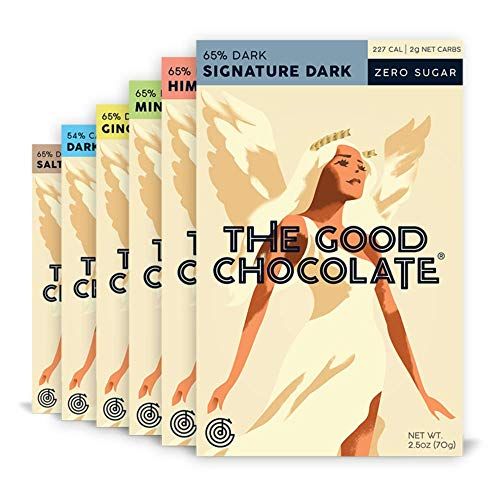 65% DARK
SIGNATURE DARK
227 CAL | 2g NET CARBS
ZERO SUGAR
THE GOOD
CHOCOLATE®
NET WT.
2.5oz (70g)
65%
HIM
65%
MIN
65% D
GING
54% CA
DARK
65% D
SALT